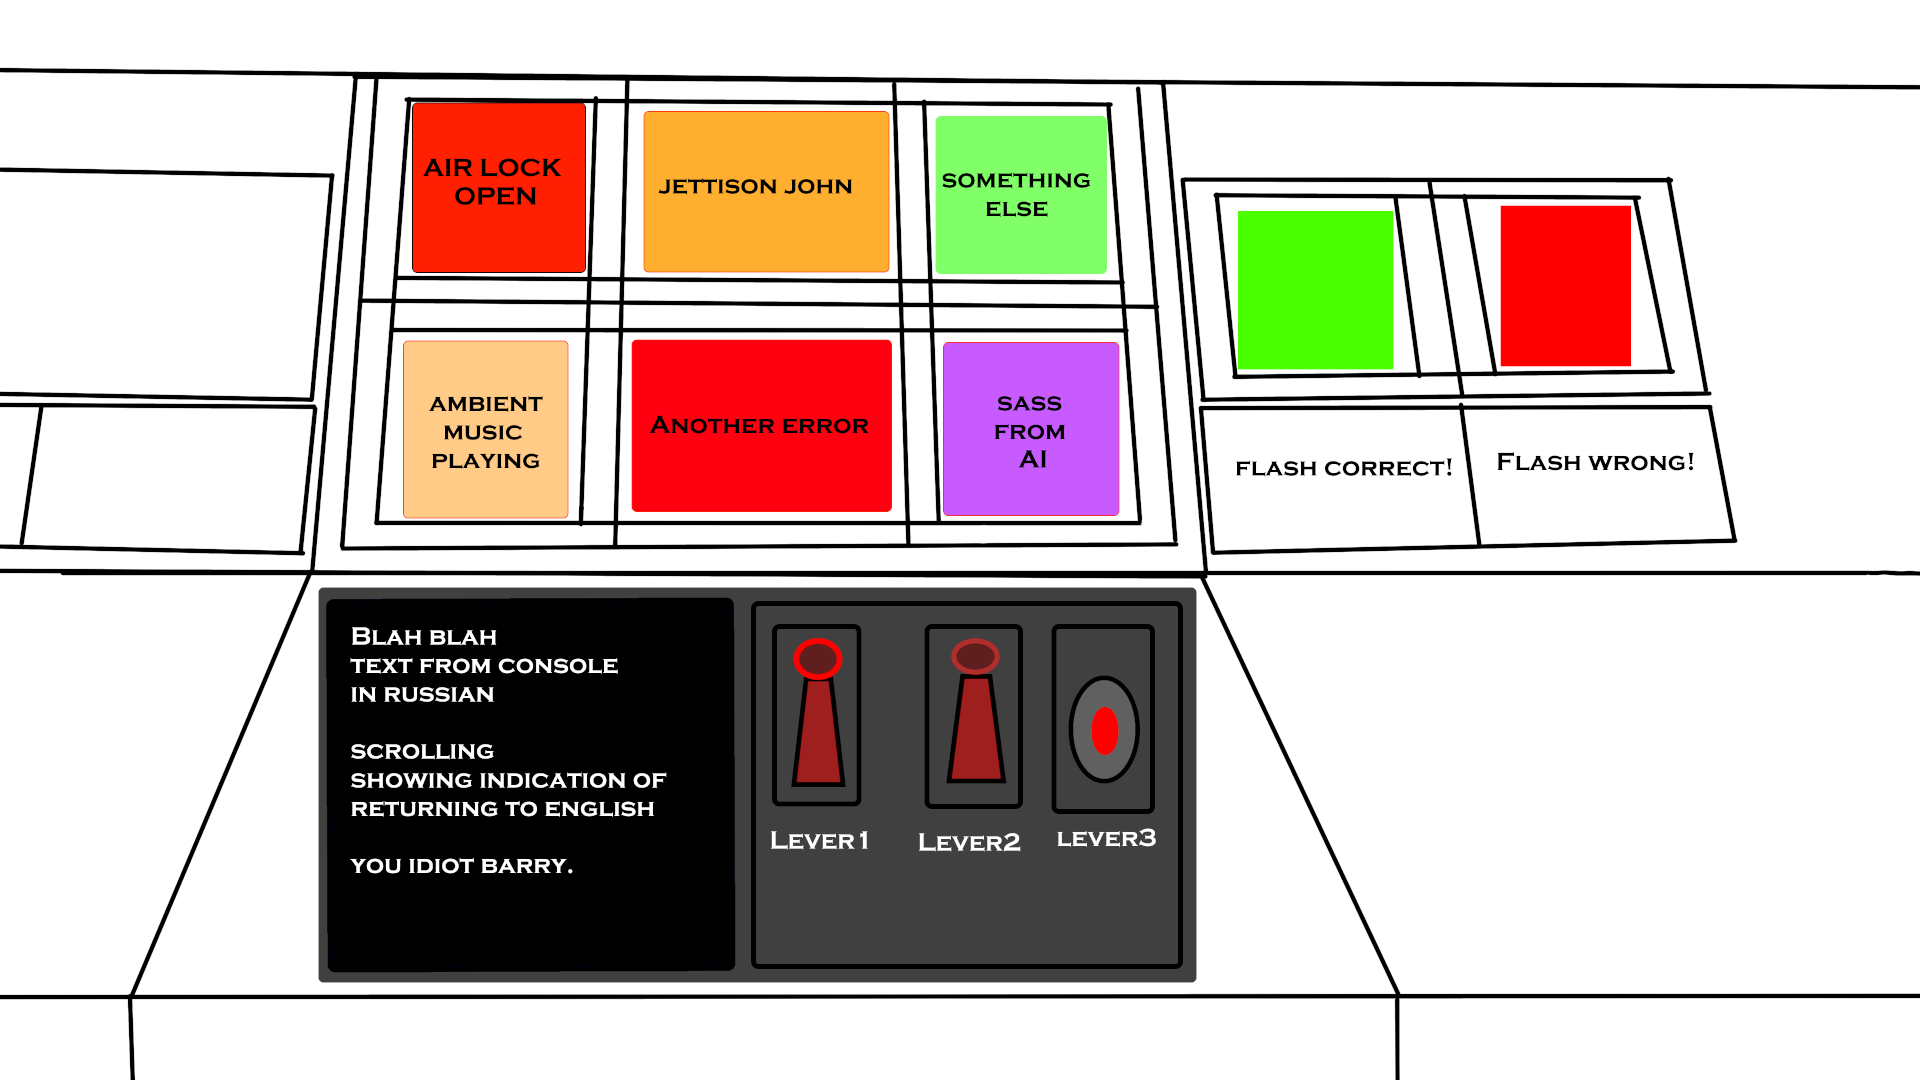 AIR LOCK
OPEN
JETTISON JOHN
SOMETHING
ELSE
AMBIENT
MUSIC
PLAYING
ANOTHER ERROR
SASS
FROM
AI
FLASH CORRECT!
FLASH WRONG!
BLAH BLAH
TEXT FROM CONSOLE
IN RUSSIAN
SCROLLING
SHOWING INDICATION OF
RETURNING TO ENGLISH
YOU IDIOT BARRY.
LEVER1
LEVER2
LEVER3